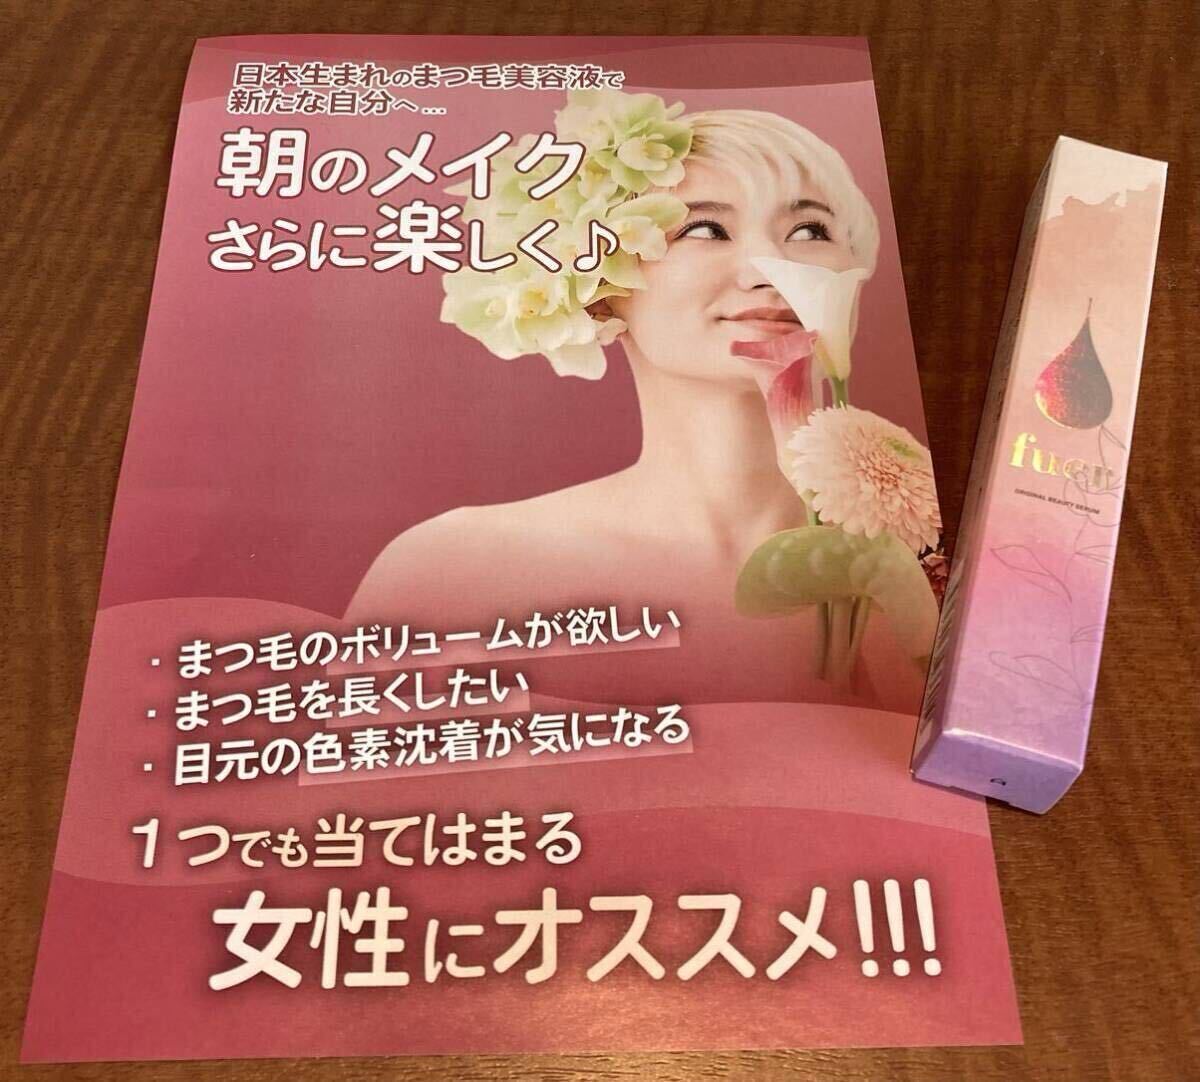 日本生まれのまつ毛美容液で
新たな自分へ...
朝のメイク
さらに楽しく♪
・まつ毛のボリュームが欲しい
・まつ毛を長くしたい
・目元の色素沈着が気になる
1つでも当てはまる
女性にオススメ!!!
fuer
ORIGINAL BEAUTY SERUM